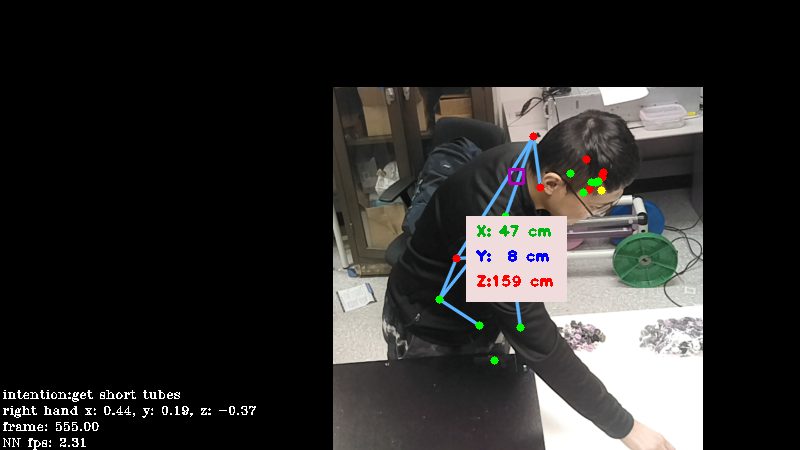 X: 47 cm
Y: 8 cm
Z:159 cm
intention:get short tubes
right hand x: 0.44, y: 0.19, z: −0.37
frame: 555.00
NN fps: 2.31